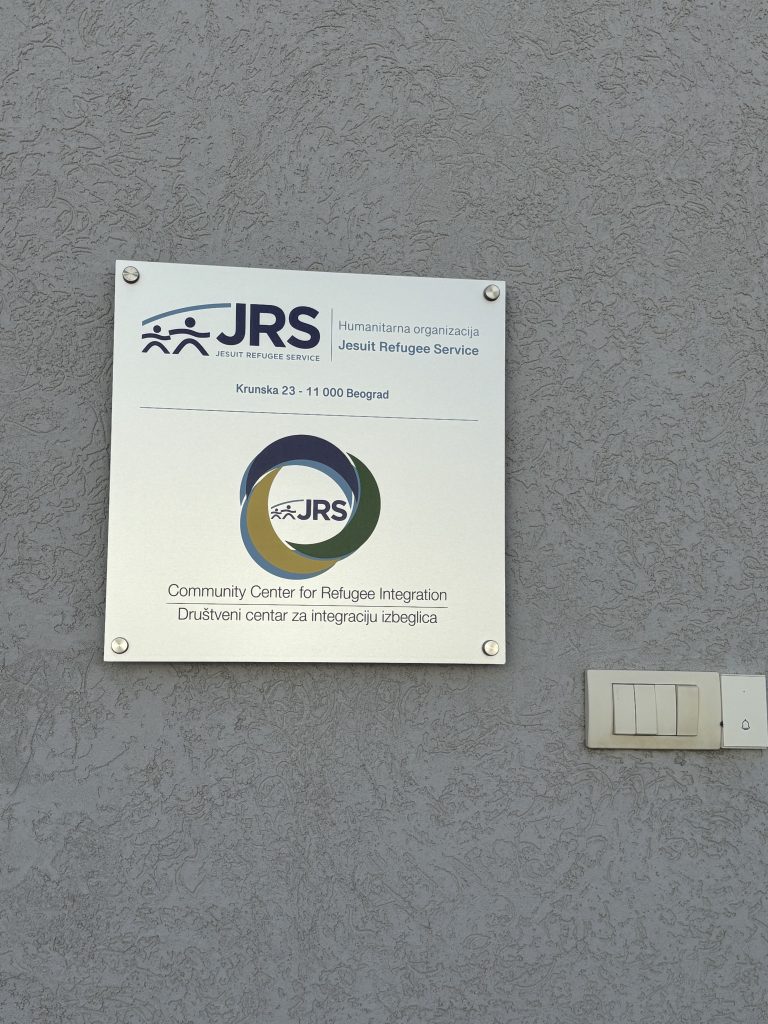 JRS
JESUIT REFUGEE SERVICE
Humanitarna organizacija
Jesuit Refugee Service
Krunska 23 - 11 000 Beograd
JRS
Community Center for Refugee Integration
Društveni centar za integraciju izbeglica